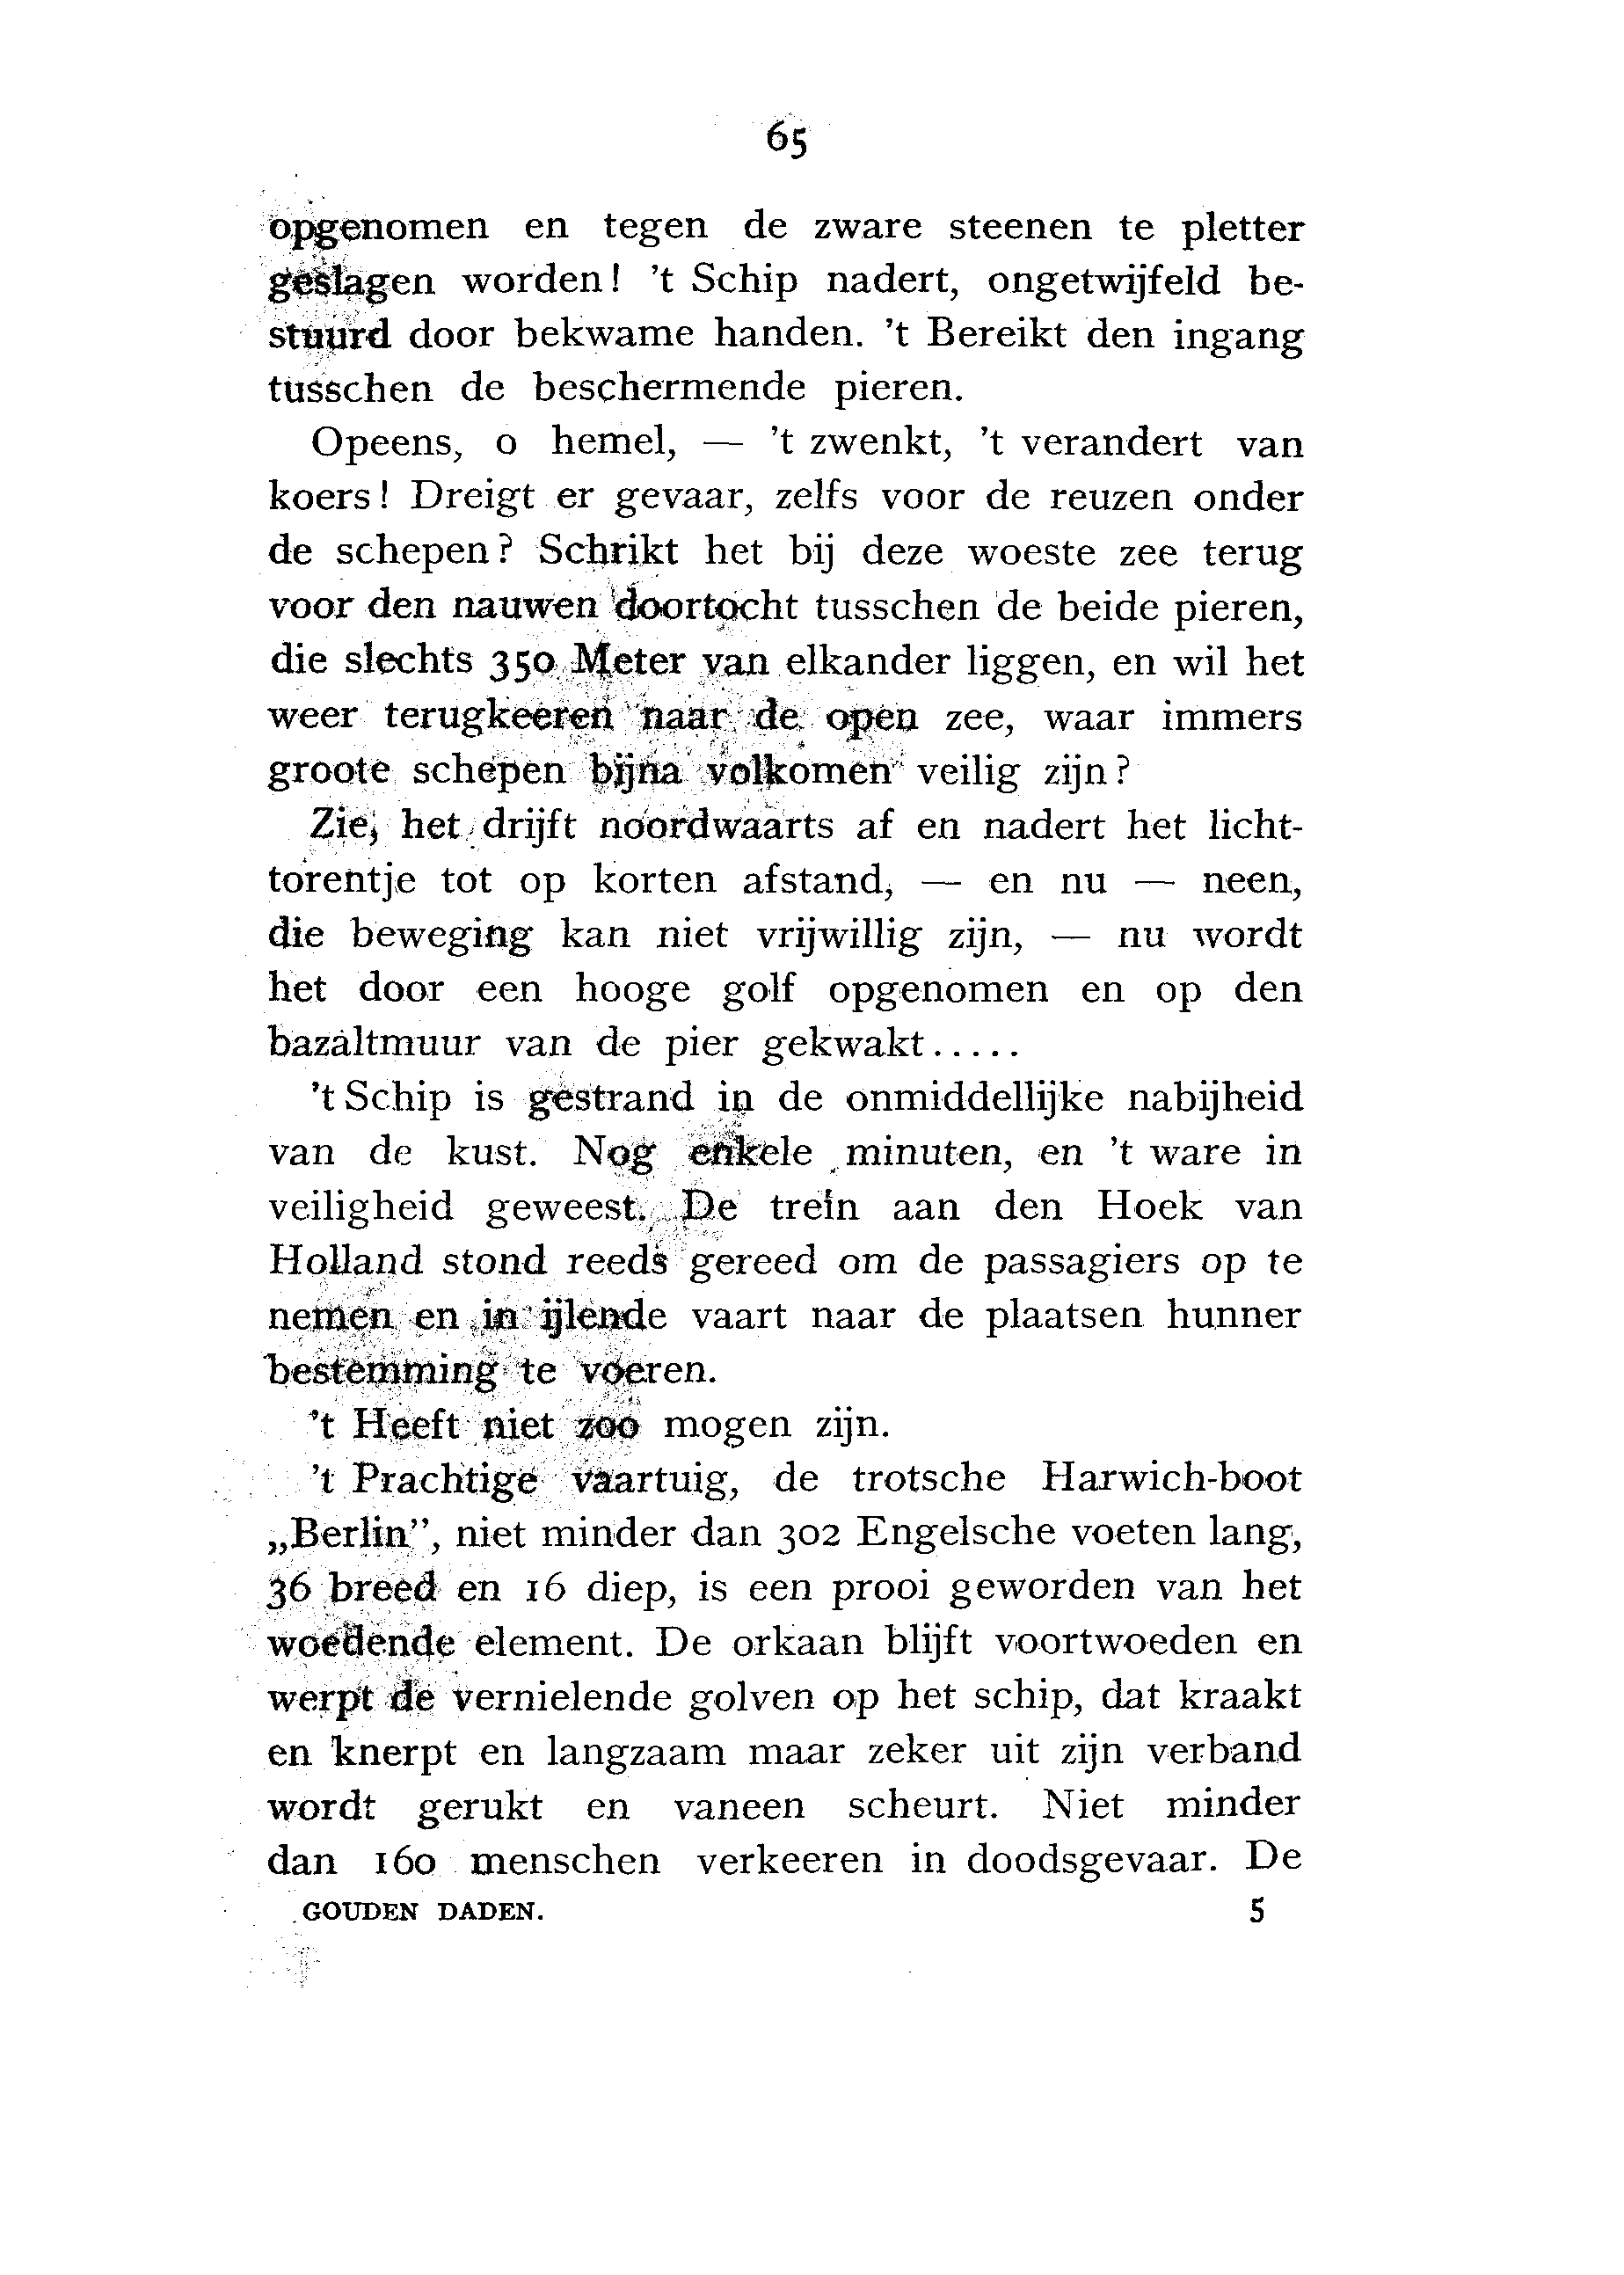 65
opgenomen en tegen de zware steenen te pletter
geslagen worden! 't Schip nadert, ongetwijfeld be-
stuurd door bekwame handen. 't Bereikt den ingang
tusschen de beschermende pieren.
Opeens, o hemel, — 't zwenkt, 't verandert van
koers! Dreigt er gevaar, zelfs voor de reuzen onder
de schepen? Schrikt het bij deze woeste zee terug
voor den nauwen doortocht tusschen de beide pieren,
die slechts 350 Meter van elkander liggen, en wil het
weer terugkeeren naar de open zee, waar immers
groote schepen bijna volkomen veilig zijn?
Zie, het drijft noordwaarts af en nadert het licht-
torentje tot op korten afstand, — en nu — neen,
die beweging kan niet vrijwillig zijn, — nu wordt
het door een hooge golf opgenomen en op den
bazaltmuur van de pier gekwakt.....
't Schip is gestrand in de onmiddellijke nabijheid
van de kust. Nog enkele minuten, en 't ware in
veiligheid geweest. De trein aan den Hoek van
Holland stond reeds gereed om de passagiers op te
nemen en in ijlende vaart naar de plaatsen hunner
bestemming te voeren.
't Heeft niet zoo mogen zijn.
't Prachtige vaartuig, de trotsche Harwich-boot
„Berlin”, niet minder dan 302 Engelsche voeten lang,
36 breed en 16 diep, is een prooi geworden van het
woedende element. De orkaan blijft voortwoeden en
werpt de vernielende golven op het schip, dat kraakt
en knerpt en langzaam maar zeker uit zijn verband
wordt gerukt en vaneen scheurt. Niet minder
dan 160 menschen verkeeren in doodsgevaar. De
GOUDEN DADEN. 5